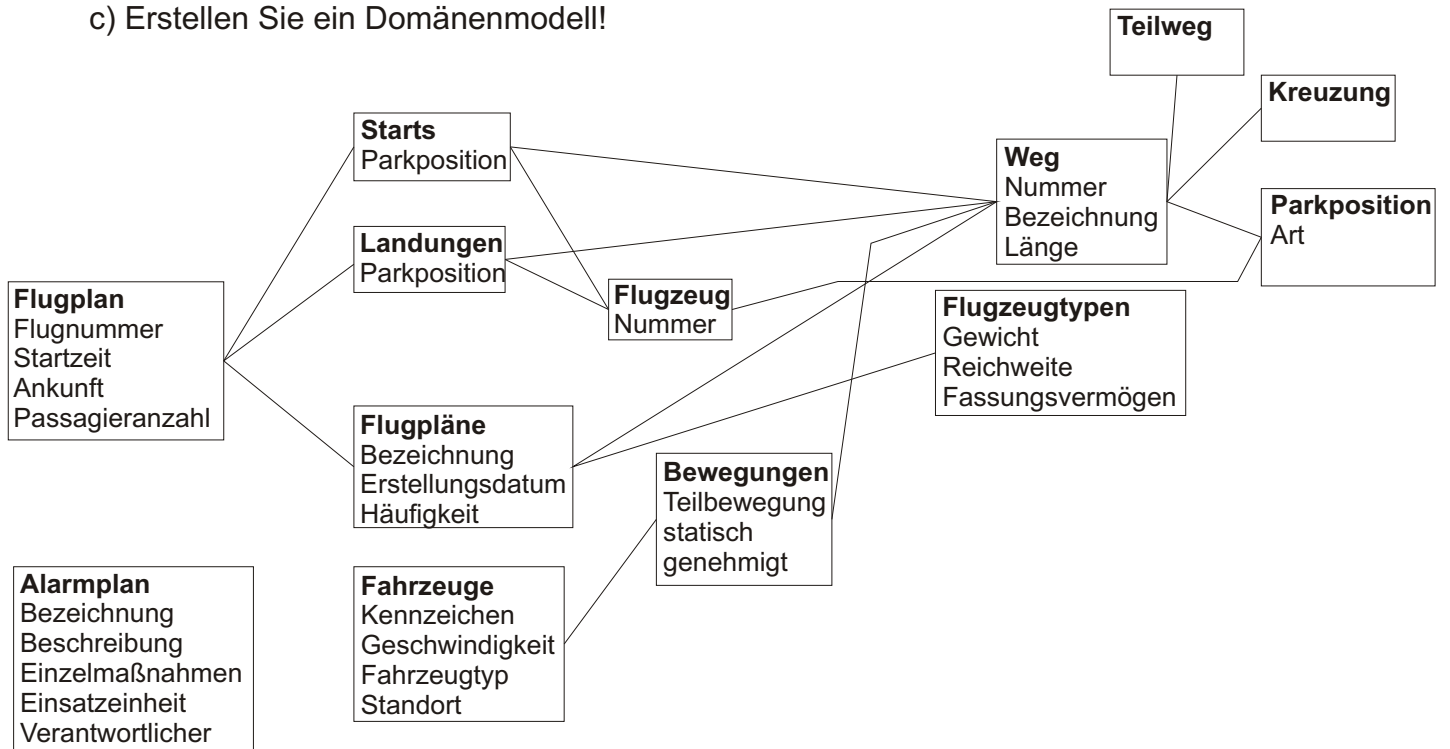 c) Erstellen Sie ein Domänenmodell!
Teilweg
Kreuzung
Starts
Parkposition
Weg
Nummer
Bezeichnung
Länge
Parkposition
Art
Landungen
Parkposition
Flugzeug
Nummer
Flugplan
Flugnummer
Startzeit
Ankunft
Passagieranzahl
Flugzeugtypen
Gewicht
Reichweite
Fassungsvermögen
Flugpläne
Bezeichnung
Erstellungsdatum
Häufigkeit
Bewegungen
Teilbewegung
statisch
genehmigt
Alarmplan
Bezeichnung
Beschreibung
Einzelmaßnahmen
Einsatzeinheit
Verantwortlicher
Fahrzeuge
Kennzeichen
Geschwindigkeit
Fahrzeugtyp
Standort